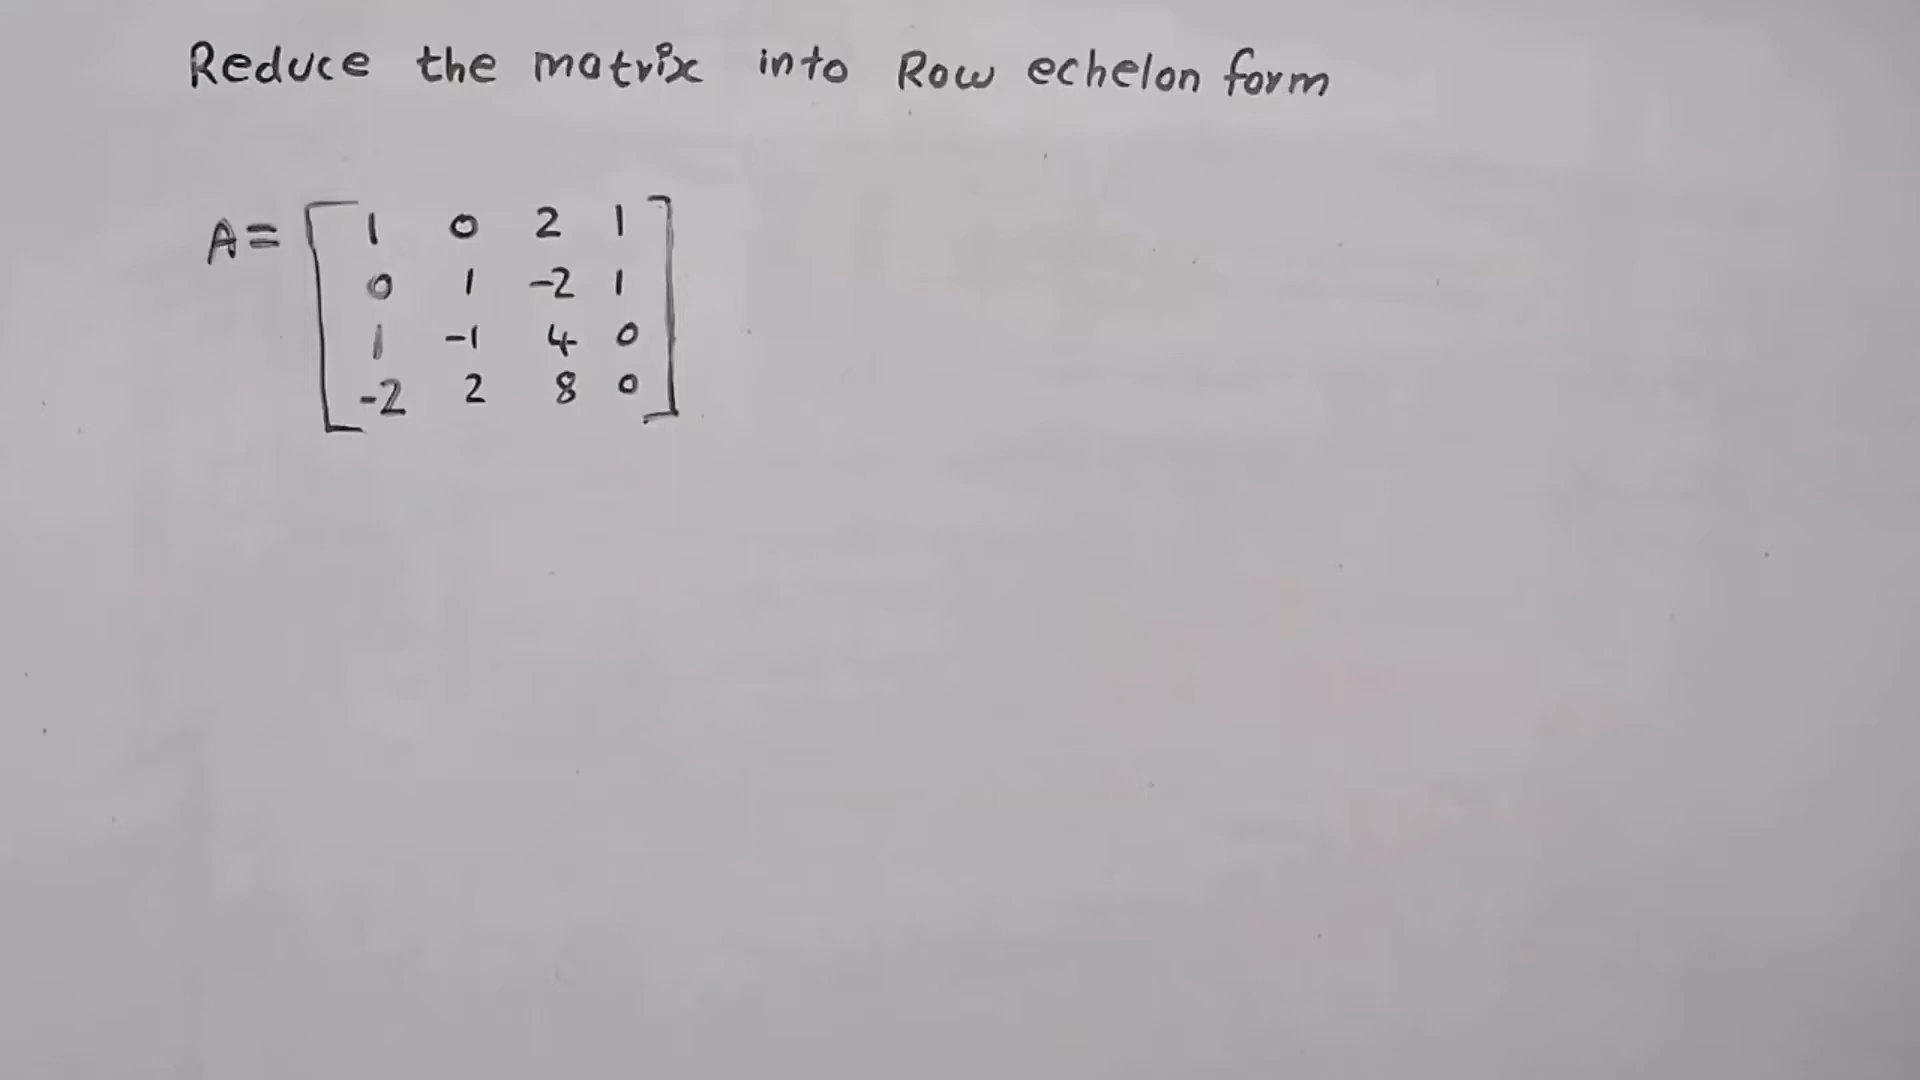 Reduce the matrix into Row echelon form
A= 1 0 2 1
0 1 -2 1
1 -1 4 0
-2 2 8 0